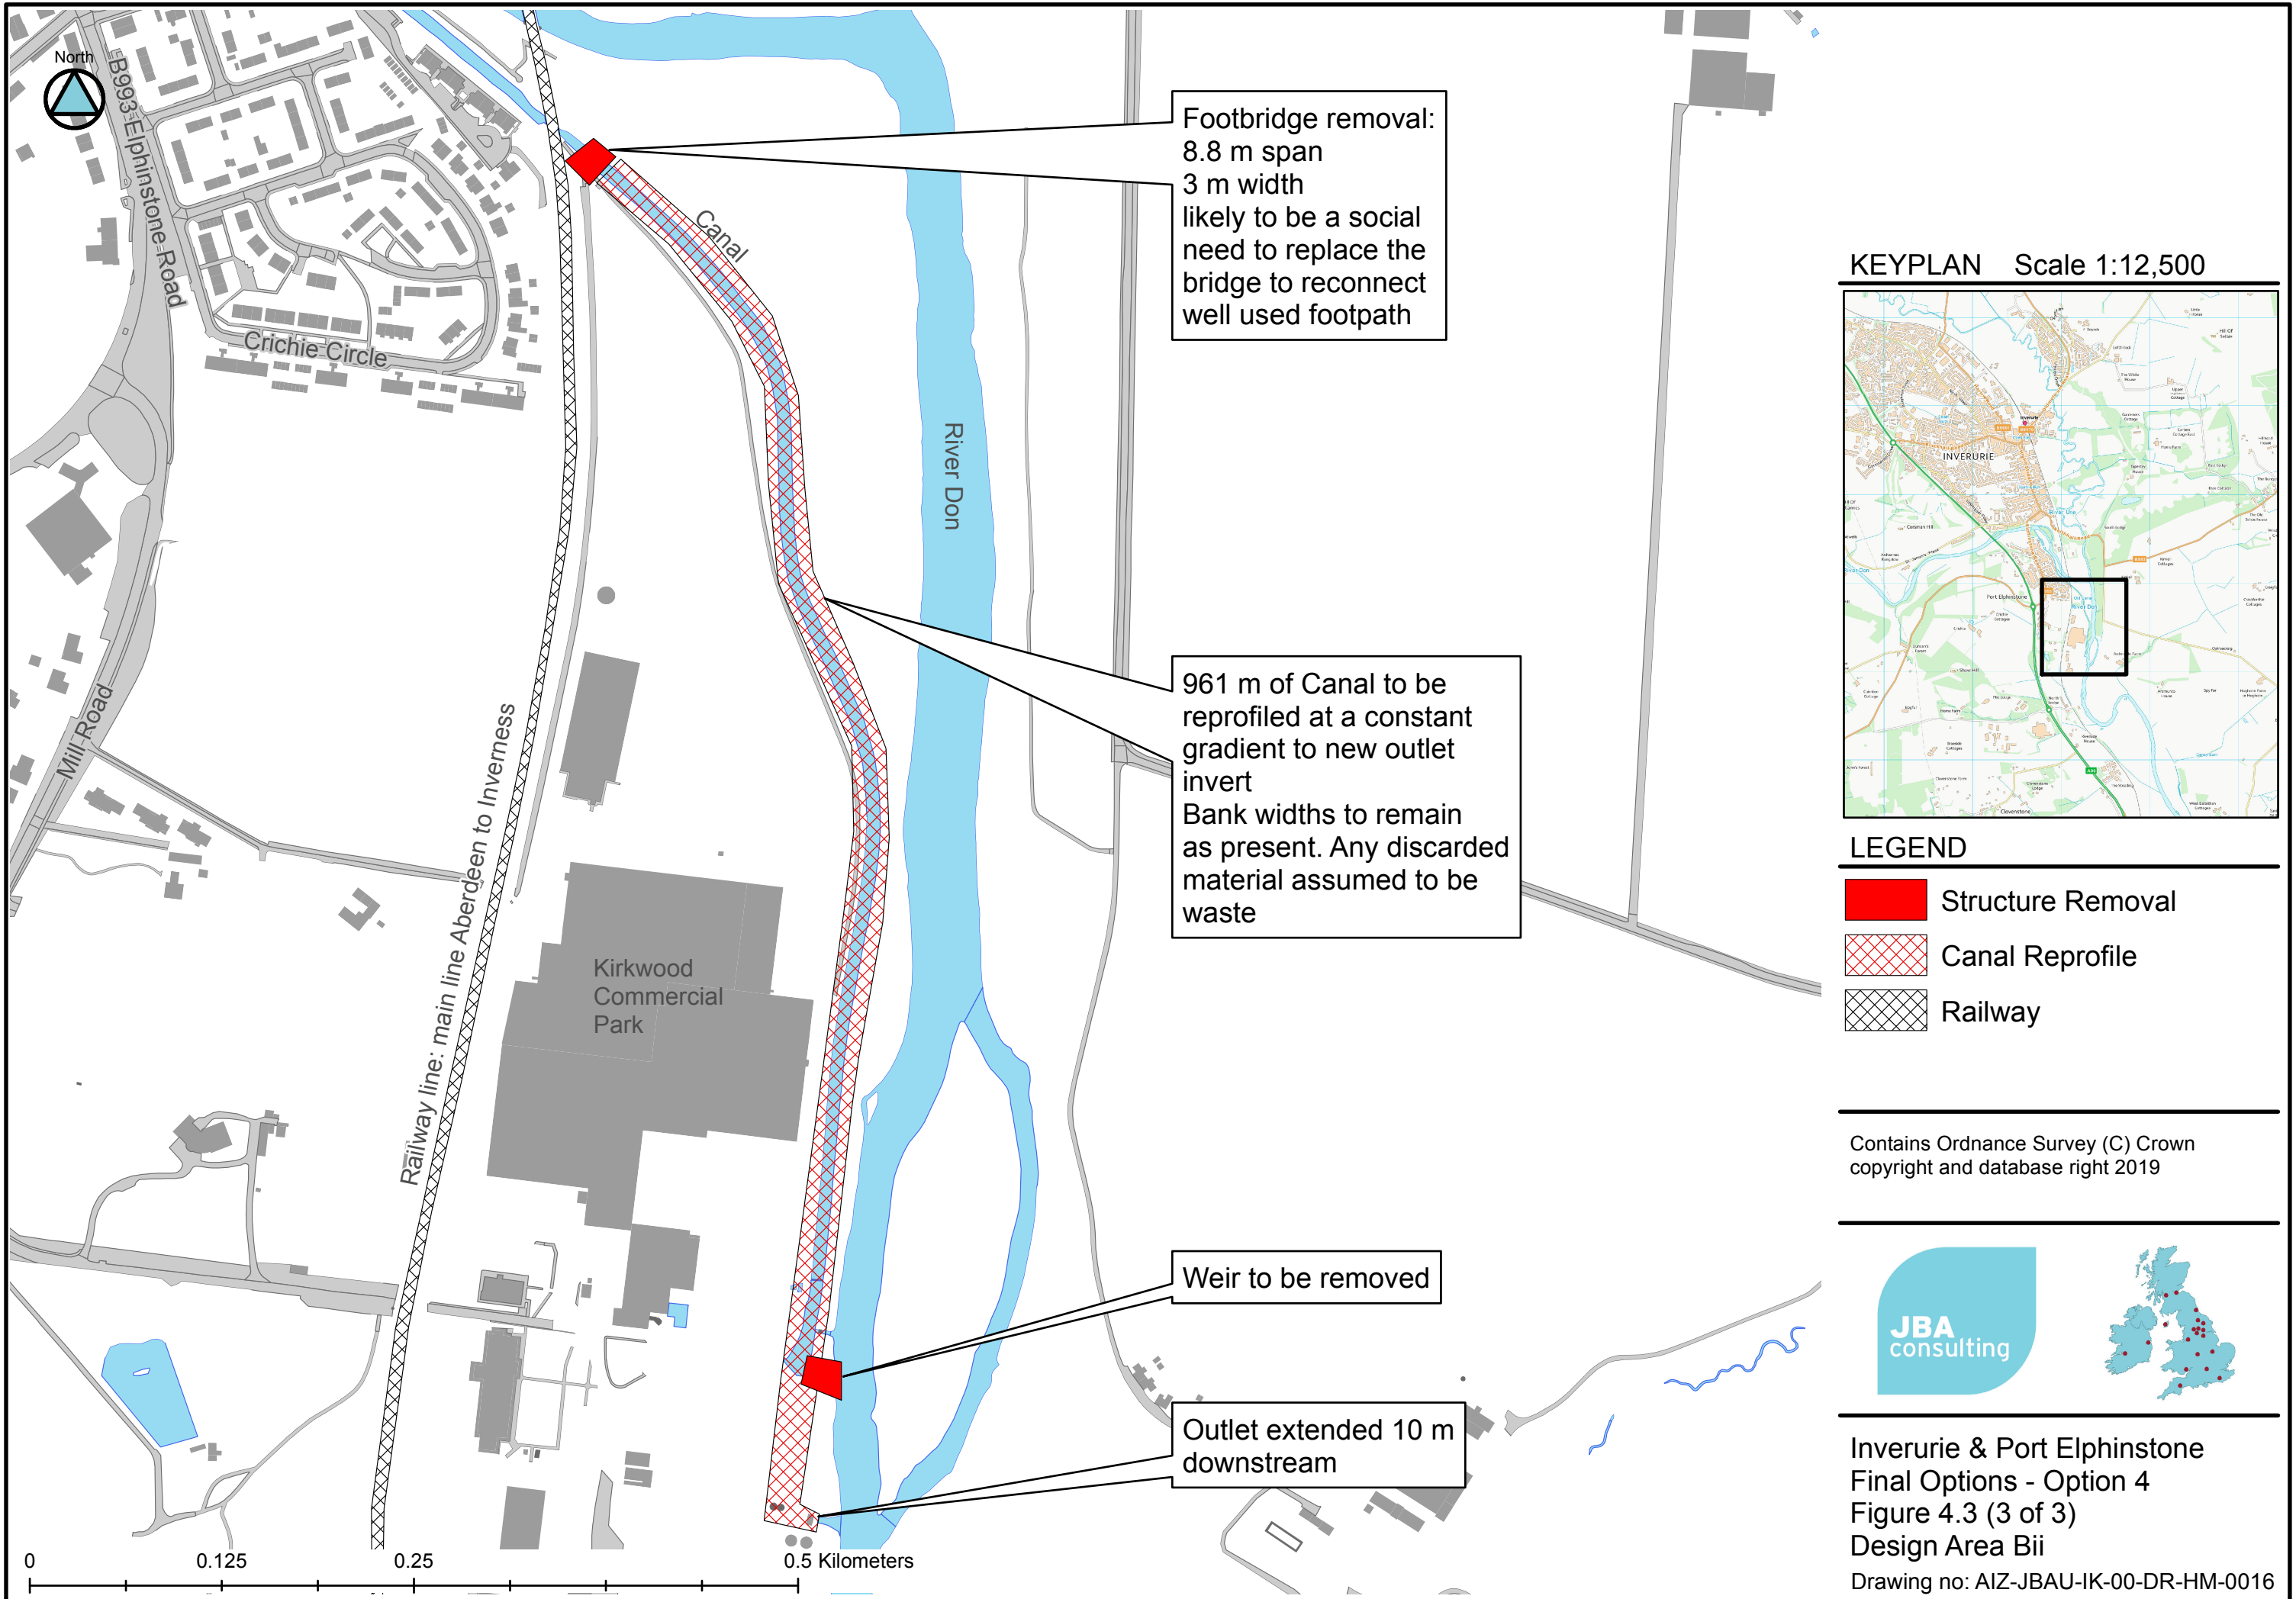 North
B993-Elphinstone-Road
Crichie Circle
Mill Road
Railway line: main line Aberdeen to Inverness
Canal
River Don
Kirkwood
Commercial
Park
Footbridge removal:
8.8 m span
3 m width
likely to be a social
need to replace the
bridge to reconnect
well used footpath
961 m of Canal to be
reprofiled at a constant
gradient to new outlet
invert
Bank widths to remain
as present. Any discarded
material assumed to be
waste
Weir to be removed
Outlet extended 10 m
downstream
0 0.125 0.25 0.5 Kilometers
KEYPLAN Scale 1:12,500
INVERURIE
Port Elphinstone
River Don
LEGEND
Structure Removal
Canal Reprofile
Railway
Contains Ordnance Survey (C) Crown
copyright and database right 2019
JBA
consulting
Inverurie & Port Elphinstone
Final Options - Option 4
Figure 4.3 (3 of 3)
Design Area Bii
Drawing no: AIZ-JBAU-IK-00-DR-HM-0016